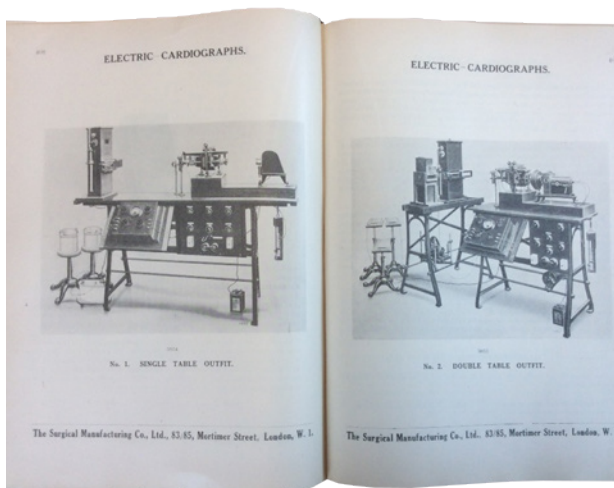 ELECTRIC CARDIOGRAPHS.
No. 1. SINGLE TABLE OUTFIT.
The Surgical Manufacturing Co., Ltd., 83/85, Mortimer Street, London, W. 1.
ELECTRIC CARDIOGRAPHS.
No. 2. DOUBLE TABLE OUTFIT.
The Surgical Manufacturing Co., Ltd., 83/85, Mortimer Street, London, W.